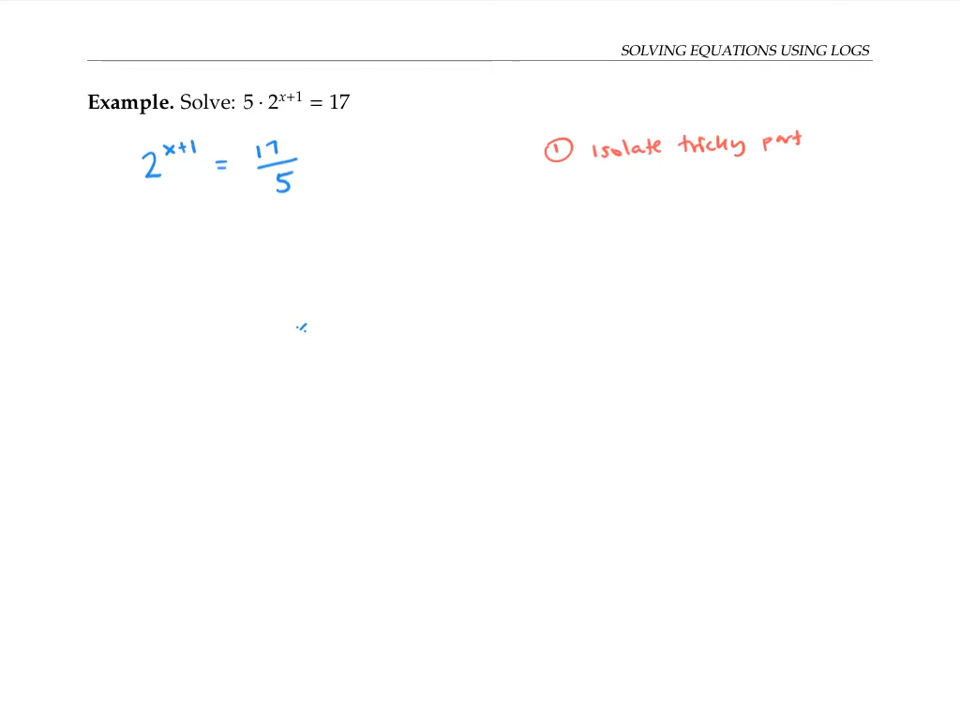 SOLVING EQUATIONS USING LOGS
Example. Solve: 5 · 2^{x+1} = 17
2^{x+1} = 17/5
① isolate tricky part